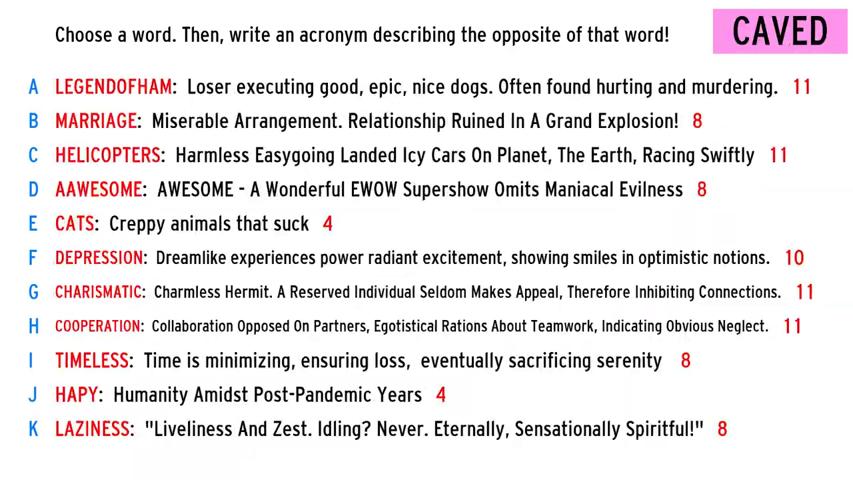 Choose a word. Then, write an acronym describing the opposite of that word!
CAVED
A LEGENDOFHAM: Loser executing good, epic, nice dogs. Often found hurting and murdering. 11
B MARRIAGE: Miserable Arrangement. Relationship Ruined In A Grand Explosion! 8
C HELICOPTERS: Harmless Easygoing Landed Icy Cars On Planet, The Earth, Racing Swiftly 11
D AAWESOME: AWESOME - A Wonderful EWOW Supershow Omits Maniacal Evilness 8
E CATS: Creppy animals that suck 4
F DEPRESSION: Dreamlike experiences power radiant excitement, showing smiles in optimistic notions. 10
G CHARISMATIC: Charmless Hermit. A Reserved Individual Seldom Makes Appeal, Therefore Inhibiting Connections. 11
H COOPERATION: Collaboration Opposed On Partners, Egotistical Rations About Teamwork, Indicating Obvious Neglect. 11
I TIMELESS: Time is minimizing, ensuring loss, eventually sacrificing serenity 8
J HAPY: Humanity Amidst Post-Pandemic Years 4
K LAZINESS: "Liveliness And Zest. Idling? Never. Eternally, Sensationally Spiritful!" 8